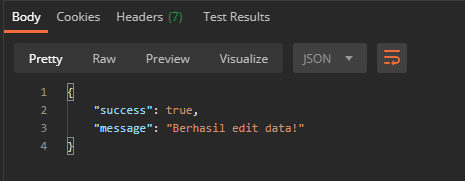 Body Cookies Headers (7) Test Results
Pretty Raw Preview Visualize JSON
1 {
2 "success": true,
3 "message": "Berhasil edit data!"
4 }